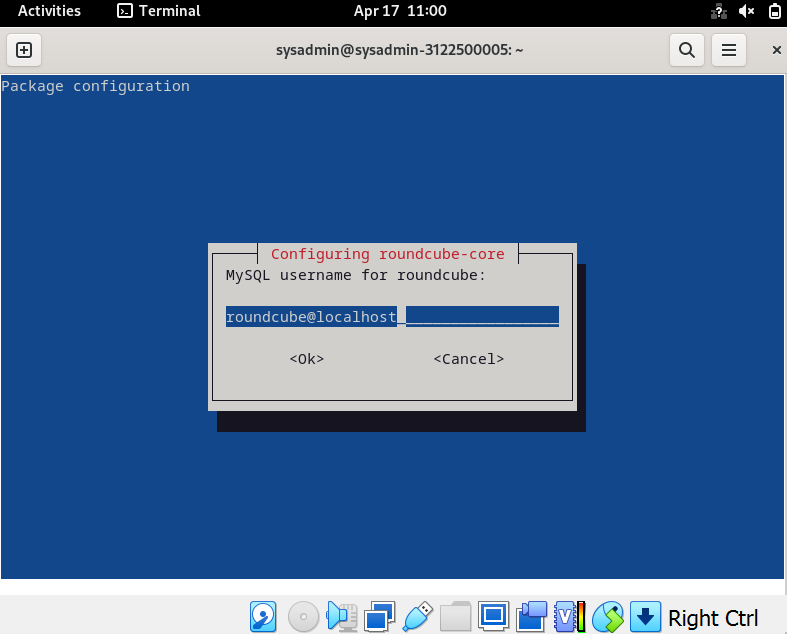 Activities Terminal Apr 17 11:00
sysadmin@sysadmin-3122500005: ~
Package configuration
Configuring roundcube-core
MySQL username for roundcube:
roundcube@localhost
<Ok> <Cancel>
Right Ctrl